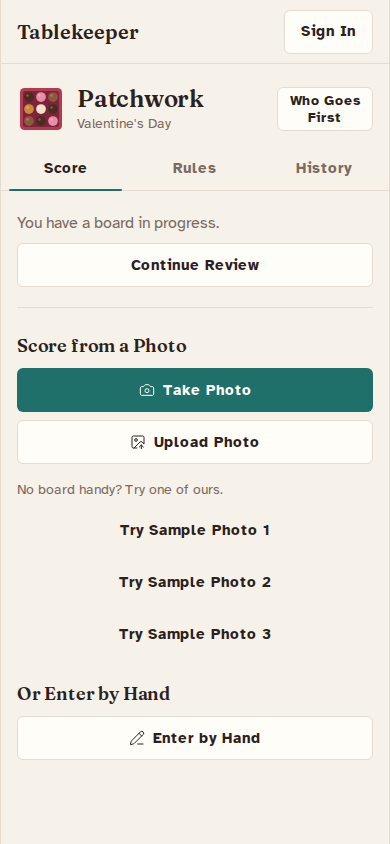 Tablekeeper
Sign In
Patchwork
Valentine's Day
Who Goes
First
Score
Rules
History
You have a board in progress.
Continue Review
Score from a Photo
Take Photo
Upload Photo
No board handy? Try one of ours.
Try Sample Photo 1
Try Sample Photo 2
Try Sample Photo 3
Or Enter by Hand
Enter by Hand